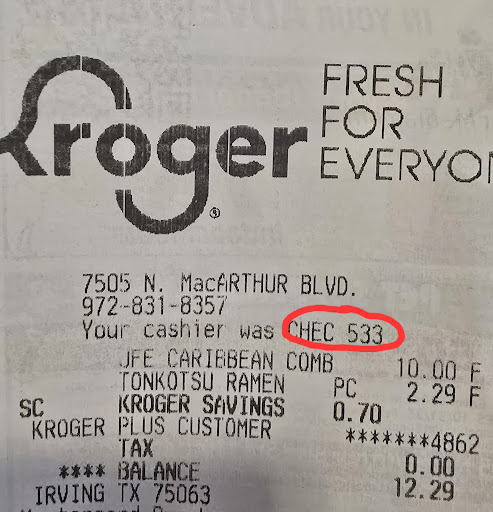 Kroger
FRESH
FOR
EVERYON
®
7505 N. MacARTHUR BLVD.
972-831-8357
Your cashier was CHEC 533
JFE CARIBBEAN COMB 10.00 F
TONKOTSU RAMEN PC 2.29 F
SC KROGER SAVINGS 0.70
KROGER PLUS CUSTOMER *******4862
TAX 0.00
**** BALANCE 12.29
IRVING TX 75063